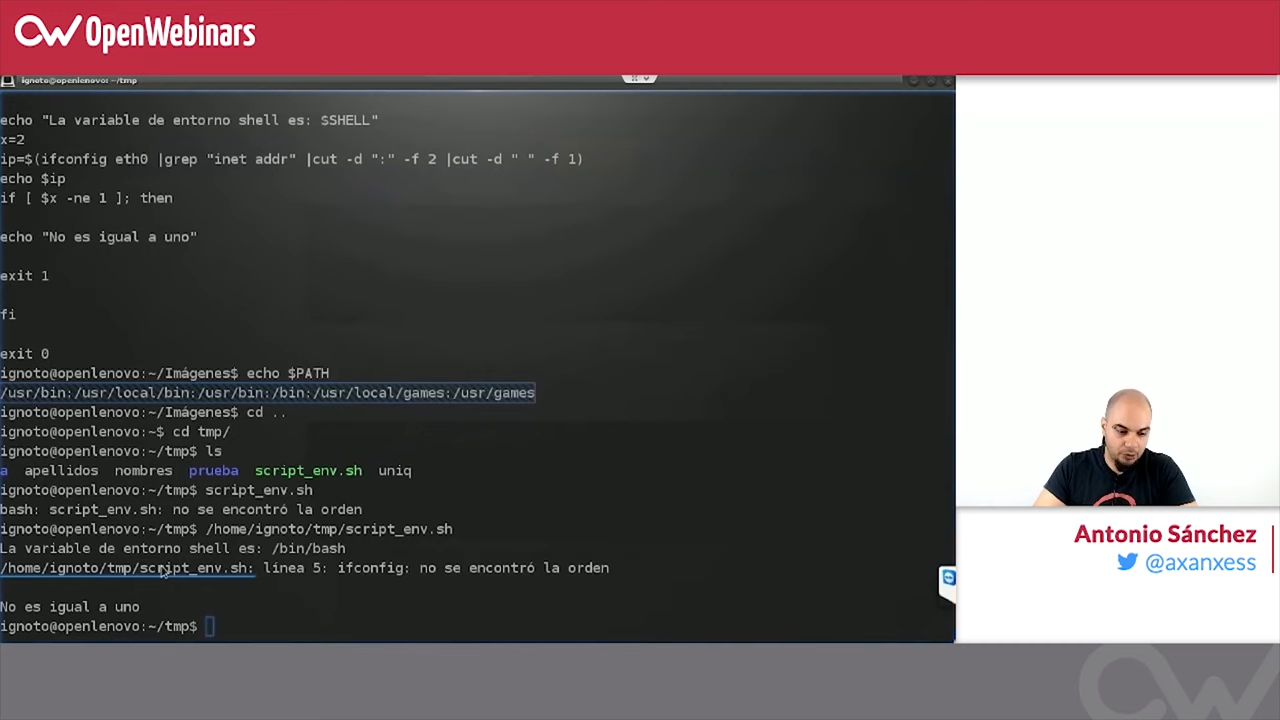 OpenWebinars
ignoto@openlenovo: ~/tmp
echo "La variable de entorno shell es: $SHELL"
x=2
ip=$(ifconfig eth0 |grep "inet addr" |cut -d ":" -f 2 |cut -d " " -f 1)
echo $ip
if [ $x -ne 1 ]; then
echo "No es igual a uno"
exit 1
fi
exit 0
ignoto@openlenovo:~/Imágenes$ echo $PATH
/usr/bin:/usr/local/bin:/usr/bin:/bin:/usr/local/games:/usr/games
ignoto@openlenovo:~/Imágenes$ cd ..
ignoto@openlenovo:~$ cd tmp/
ignoto@openlenovo:~/tmp$ ls
a apellidos nombres prueba script_env.sh uniq
ignoto@openlenovo:~/tmp$ script_env.sh
bash: script_env.sh: no se encontró la orden
ignoto@openlenovo:~/tmp$ /home/ignoto/tmp/script_env.sh
La variable de entorno shell es: /bin/bash
/home/ignoto/tmp/script_env.sh: línea 5: ifconfig: no se encontró la orden
No es igual a uno
ignoto@openlenovo:~/tmp$
Antonio Sánchez
@axanxess